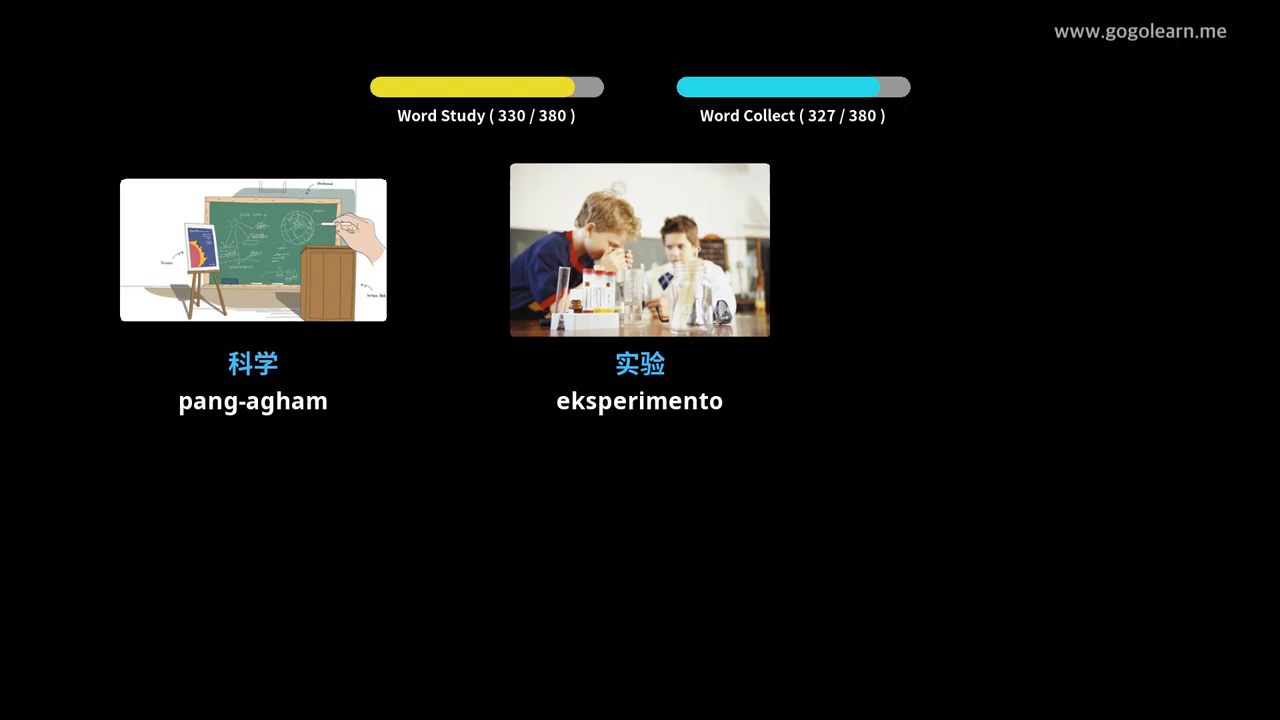 www.gogolearn.me
Word Study ( 330 / 380 )
Word Collect ( 327 / 380 )
科学
实验
pang-agham
eksperimento